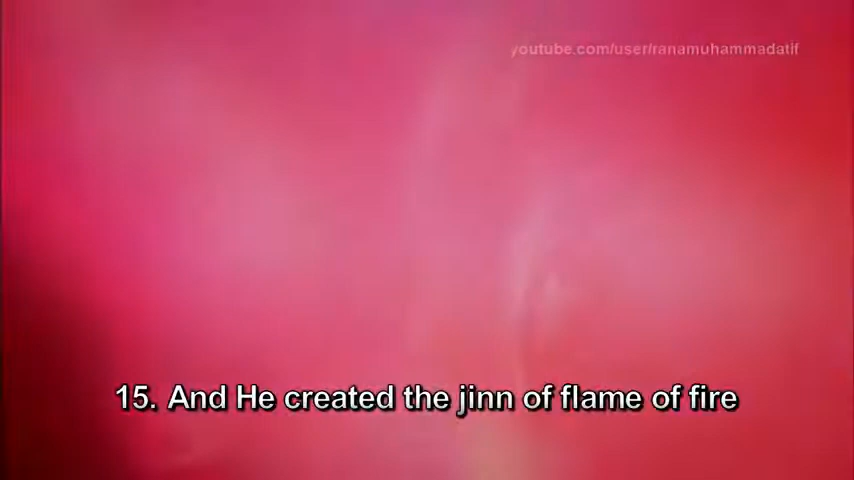 youtube.com/user/ranamuhammadatif
15. And He created the jinn of flame of fire